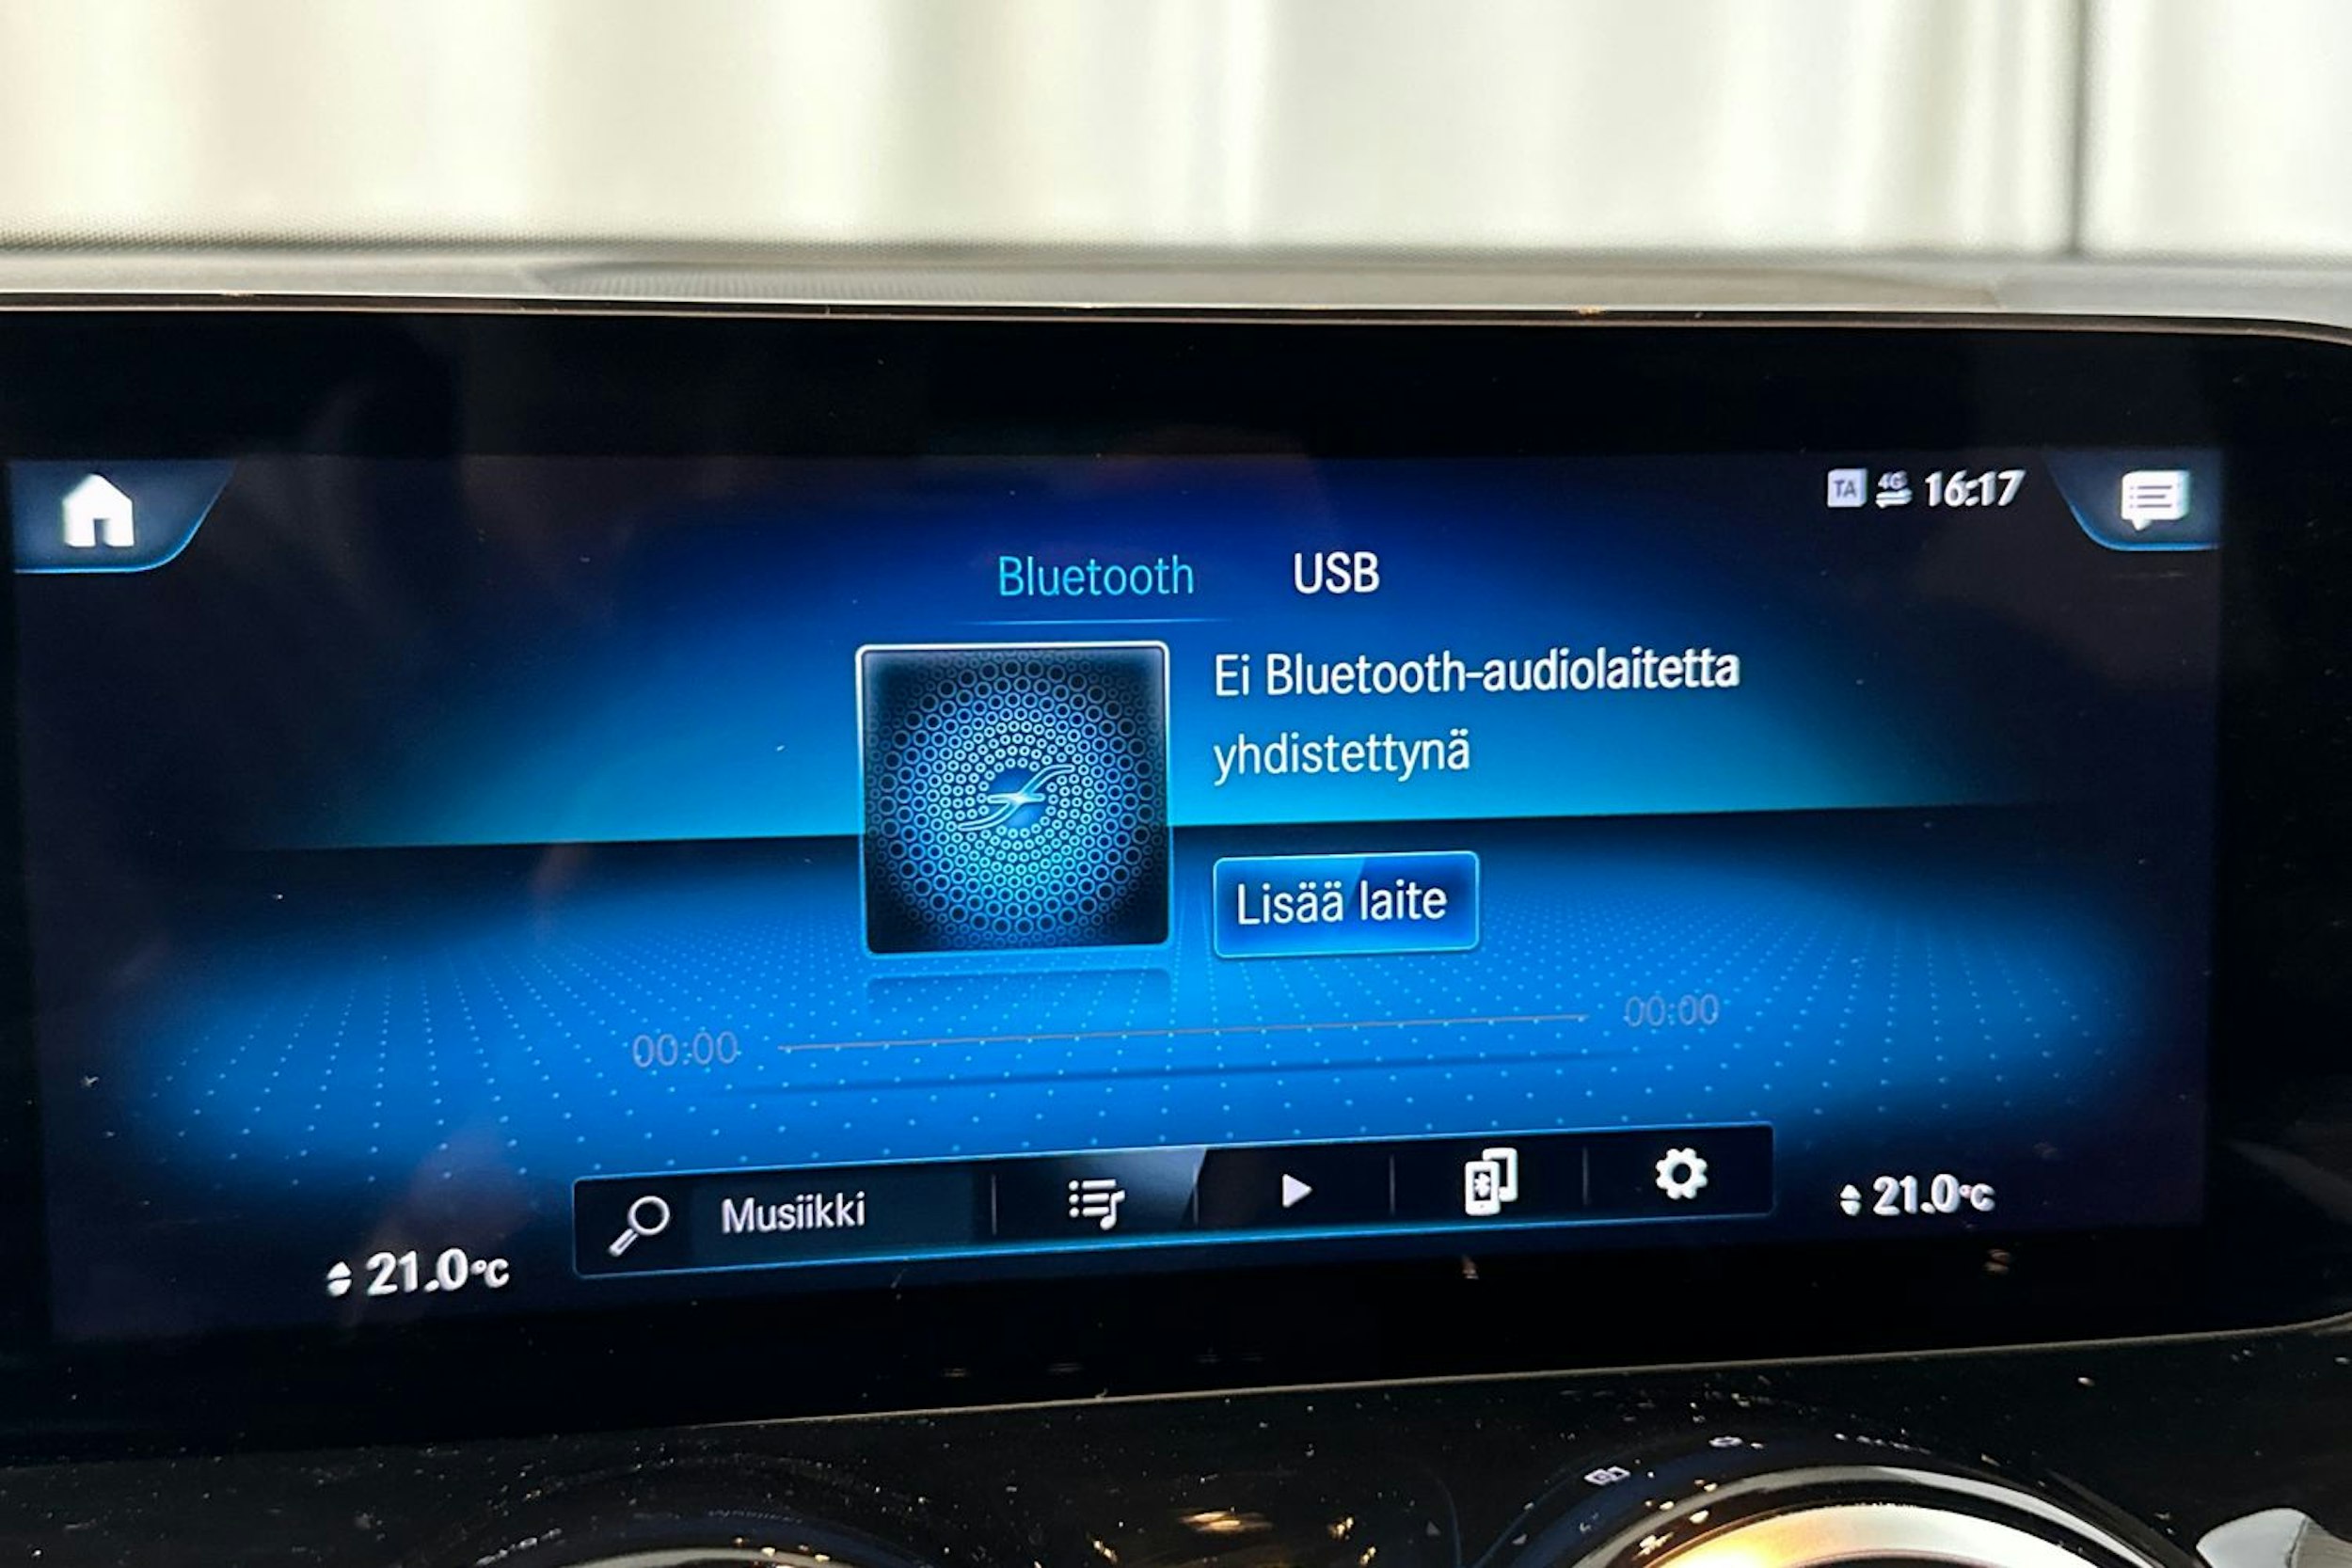 TA 4G 16:17
Bluetooth USB
Ei Bluetooth-audiolaitetta
yhdistettynä
Lisää laite
00:00 00:00
Musiikki
21.0°C 21.0°C